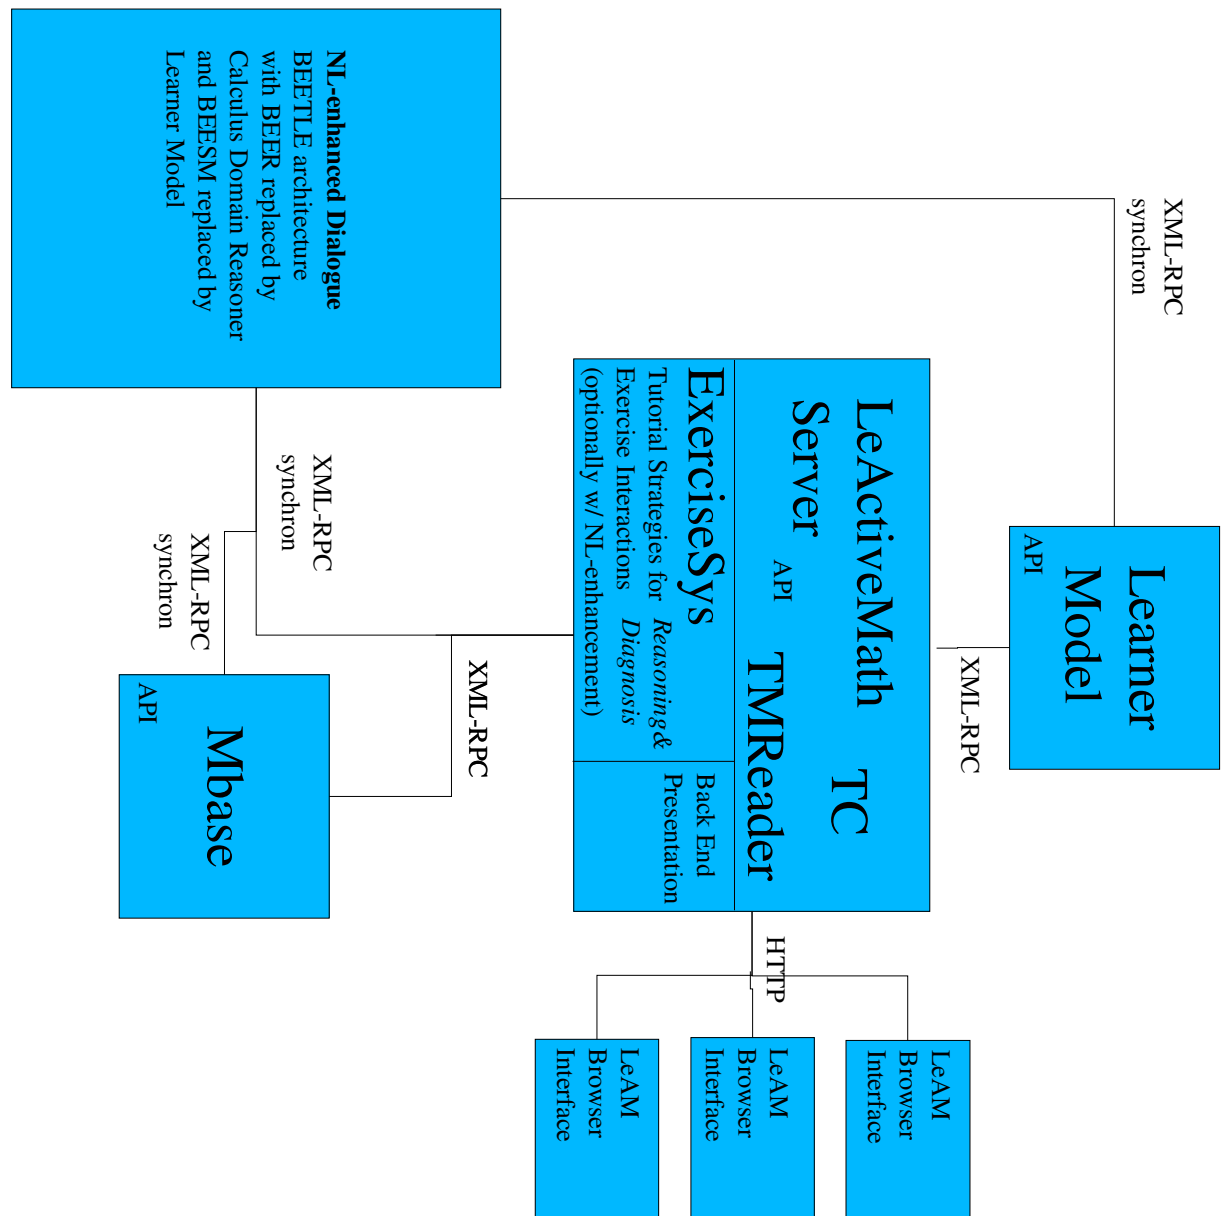 XML-RPC
synchron
Learner
Model
API
XML-RPC
LeActiveMath TC
Server
API
TMReader
ExerciseSys
Tutorial Strategies for Reasoning&
Exercise Interactions Diagnosis
(optionally w/ NL-enhancement)
Back End
Presentation
HTTP
LeAM
Browser
Interface
LeAM
Browser
Interface
LeAM
Browser
Interface
NL-enhanced Dialogue
BEETLE architecture
with BEER replaced by
Calculus Domain Reasoner
and BEESM replaced by
Learner Model
XML-RPC
synchron
XML-RPC
synchron
XML-RPC
Mbase
API